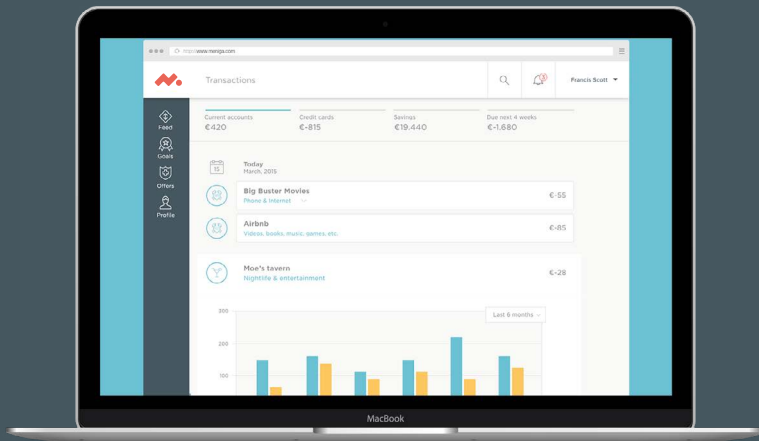 www.meniga.com
Transactions
3
Francis Scott
Feed
Goals
Offers
Profile
Current accounts
€420
Credit cards
€-815
Savings
€19.440
Due next 4 weeks
€-1.680
15
Today
March, 2015
Big Buster Movies
Phone & Internet
€-55
Airbnb
Videos, books, music, games, etc.
€-85
Moe's tavern
Nightlife & entertainment
€-28
Last 6 months
300
200
100
MacBook